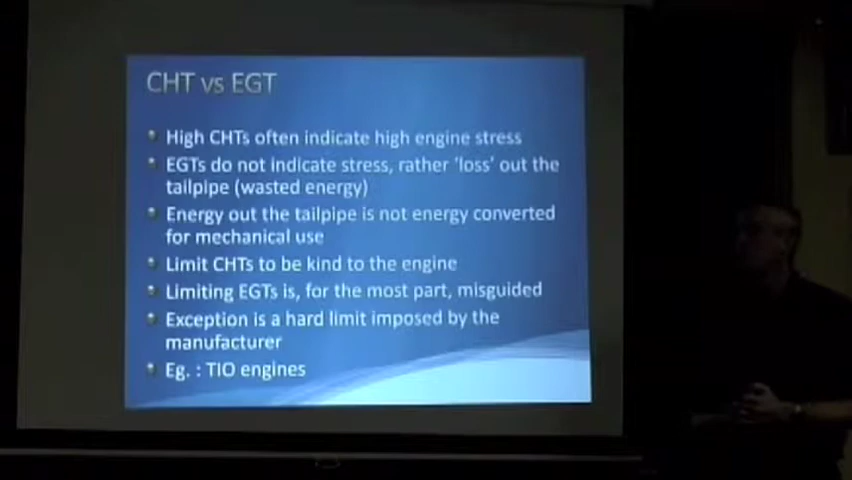 CHT vs EGT
High CHTs often indicate high engine stress
EGTs do not indicate stress, rather ‘loss’ out the
tailpipe (wasted energy)
Energy out the tailpipe is not energy converted
for mechanical use
Limit CHTs to be kind to the engine
Limiting EGTs is, for the most part, misguided
Exception is a hard limit imposed by the
manufacturer
Eg. : TIO engines